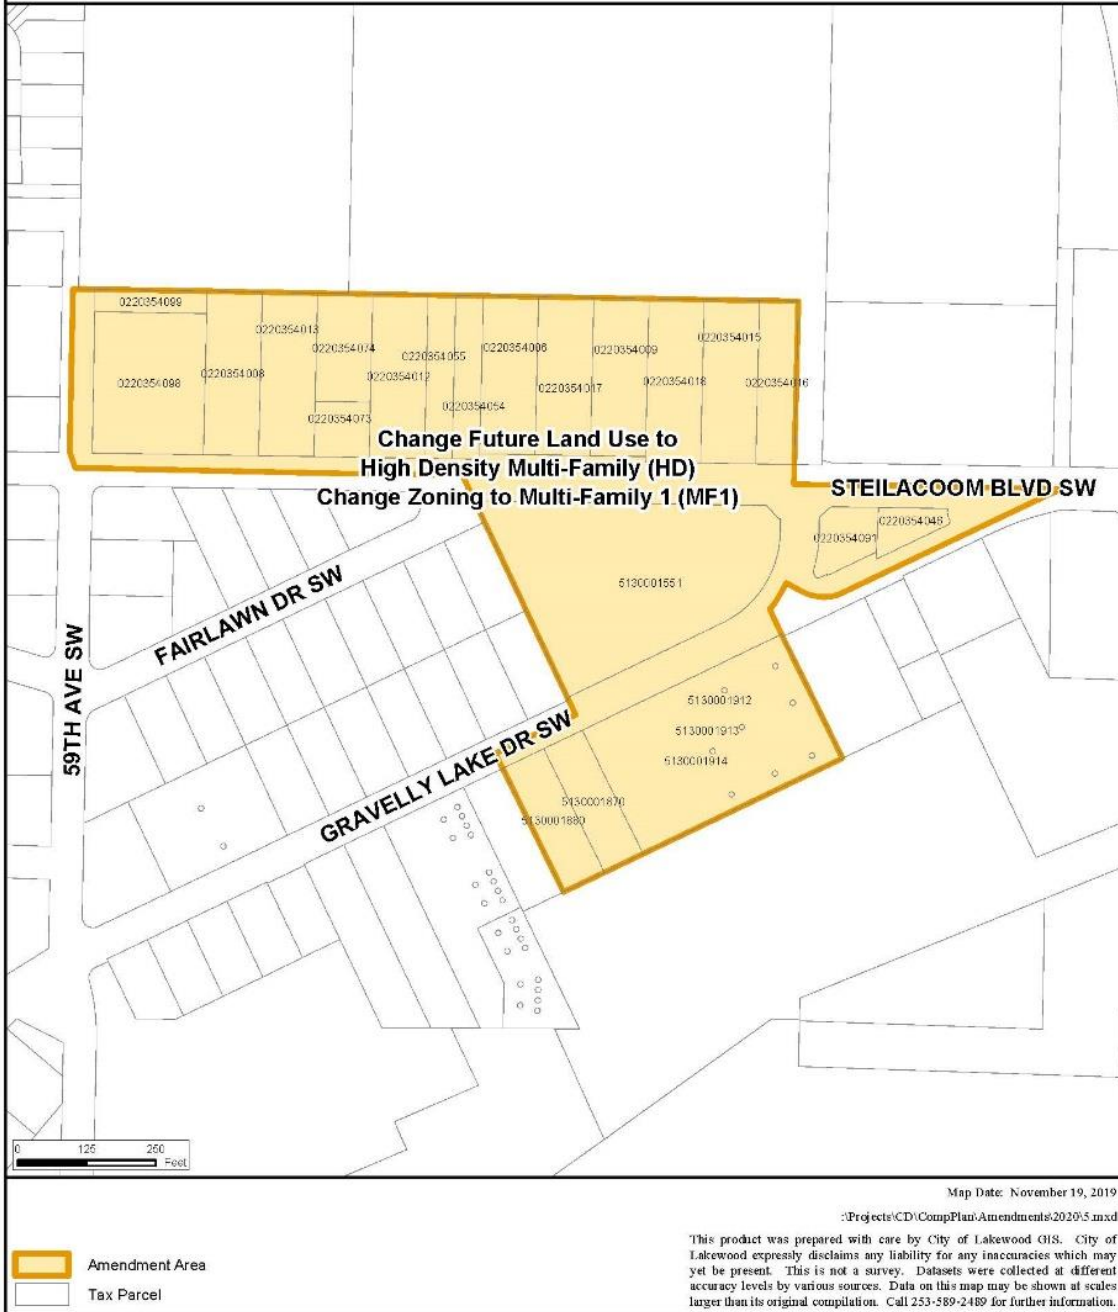 0220354099
0220354013
0220354074
0220354055
0220354006
0220354009
0220354015
0220354098
0220354008
0220354012
0220354017
0220354018
0220354016
0220354054
0220354073
Change Future Land Use to
High Density Multi-Family (HD)
Change Zoning to Multi-Family 1 (MF1)
STEILACOOM BLVD SW
0220354046
0220354091
5130001551
FAIRLAWN DR SW
59TH AVE SW
5130001912
5130001913
5130001914
GRAVELLY LAKE DR SW
5130001870
5130001880
0 125 250
Feet
Map Date: November 19, 2019
:\Projects\CD\CompPlan\Amendments\2020\5.mxd
This product was prepared with care by City of Lakewood GIS. City of
Lakewood expressly disclaims any liability for any inaccuracies which may
yet be present. This is not a survey. Datasets were collected at different
accuracy levels by various sources. Data on this map may be shown at scales
larger than its original compilation. Call 253-589-2489 for further information.
Amendment Area
Tax Parcel